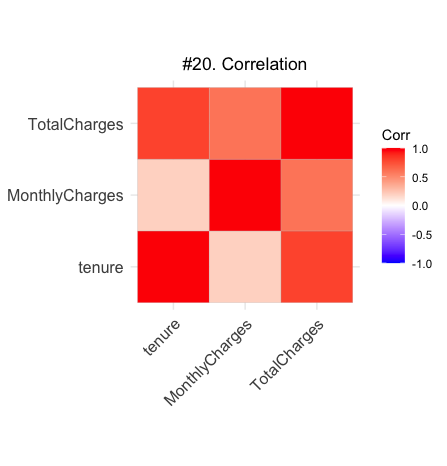 #20. Correlation
TotalCharges
MonthlyCharges
tenure
tenure
MonthlyCharges
TotalCharges
Corr
1.0
0.5
0.0
-0.5
-1.0